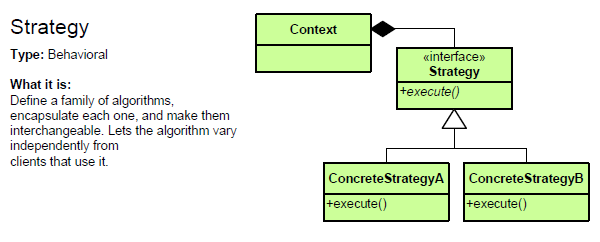 Strategy
Type: Behavioral
What it is:
Define a family of algorithms,
encapsulate each one, and make them
interchangeable. Lets the algorithm vary
independently from
clients that use it.
Context
«interface»
Strategy
+execute()
ConcreteStrategyA
+execute()
ConcreteStrategyB
+execute()